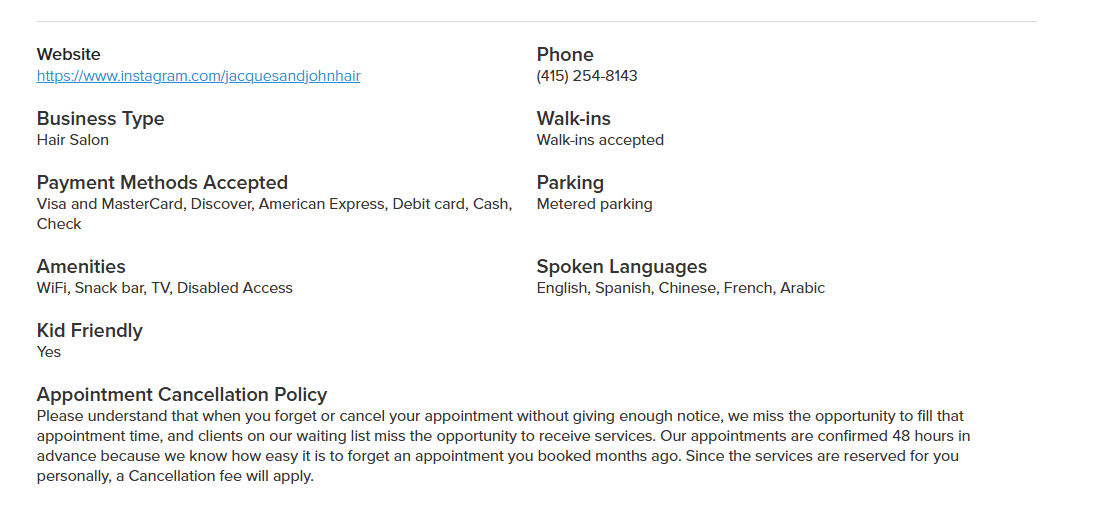 Website
https://www.instagram.com/jacquesandjohnhair
Phone
(415) 254-8143
Business Type
Hair Salon
Walk-ins
Walk-ins accepted
Payment Methods Accepted
Visa and MasterCard, Discover, American Express, Debit card, Cash,
Check
Parking
Metered parking
Amenities
WiFi, Snack bar, TV, Disabled Access
Spoken Languages
English, Spanish, Chinese, French, Arabic
Kid Friendly
Yes
Appointment Cancellation Policy
Please understand that when you forget or cancel your appointment without giving enough notice, we miss the opportunity to fill that
appointment time, and clients on our waiting list miss the opportunity to receive services. Our appointments are confirmed 48 hours in
advance because we know how easy it is to forget an appointment you booked months ago. Since the services are reserved for you
personally, a Cancellation fee will apply.